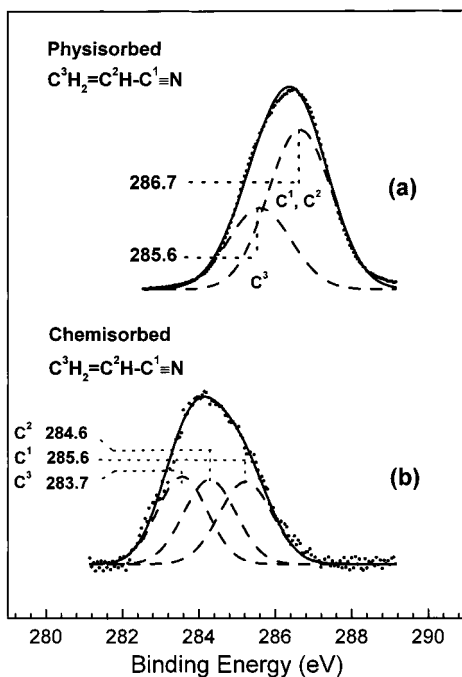 Physisorbed
C³H₂=C²H-C¹≡N
286.7
(a)
C¹, C²
285.6
C³
Chemisorbed
C³H₂=C²H-C¹≡N
C² 284.6
C¹ 285.6
C³ 283.7
(b)
280 282 284 286 288 290
Binding Energy (eV)